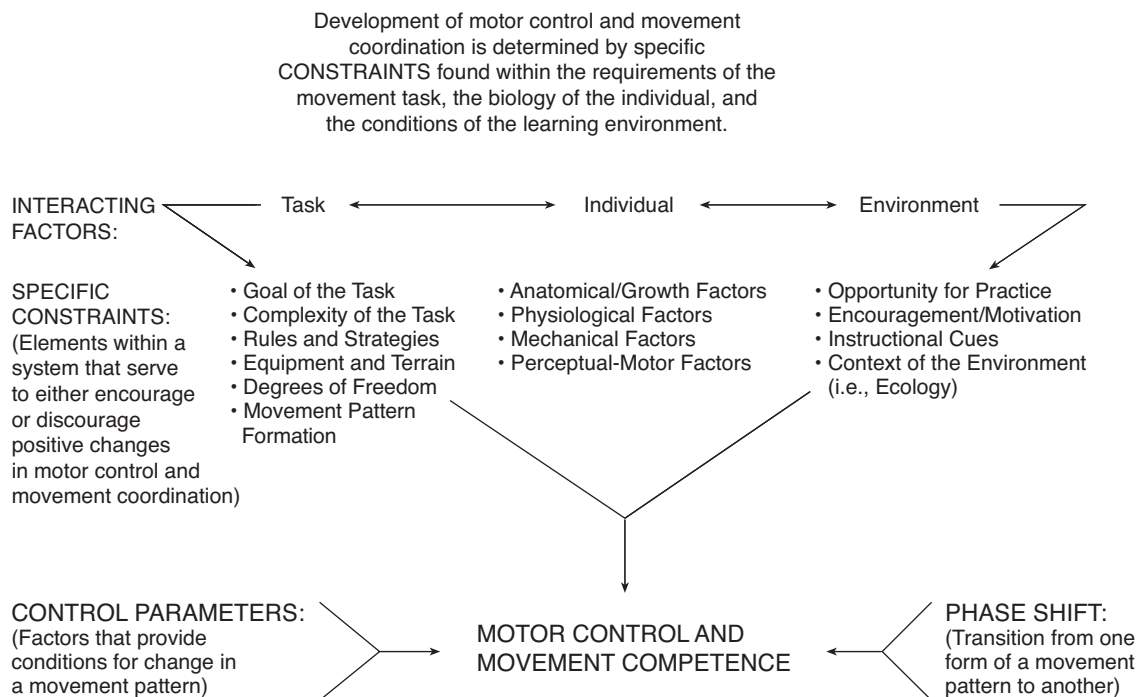 Development of motor control and movement
coordination is determined by specific
CONSTRAINTS found within the requirements of the
movement task, the biology of the individual, and
the conditions of the learning environment.
INTERACTING
FACTORS:
Task
Individual
Environment
SPECIFIC
CONSTRAINTS:
(Elements within a
system that serve
to either encourage
or discourage
positive changes
in motor control and
movement coordination)
• Goal of the Task
• Complexity of the Task
• Rules and Strategies
• Equipment and Terrain
• Degrees of Freedom
• Movement Pattern
Formation
• Anatomical/Growth Factors
• Physiological Factors
• Mechanical Factors
• Perceptual-Motor Factors
• Opportunity for Practice
• Encouragement/Motivation
• Instructional Cues
• Context of the Environment
(i.e., Ecology)
CONTROL PARAMETERS:
(Factors that provide
conditions for change in
a movement pattern)
MOTOR CONTROL AND
MOVEMENT COMPETENCE
PHASE SHIFT:
(Transition from one
form of a movement
pattern to another)